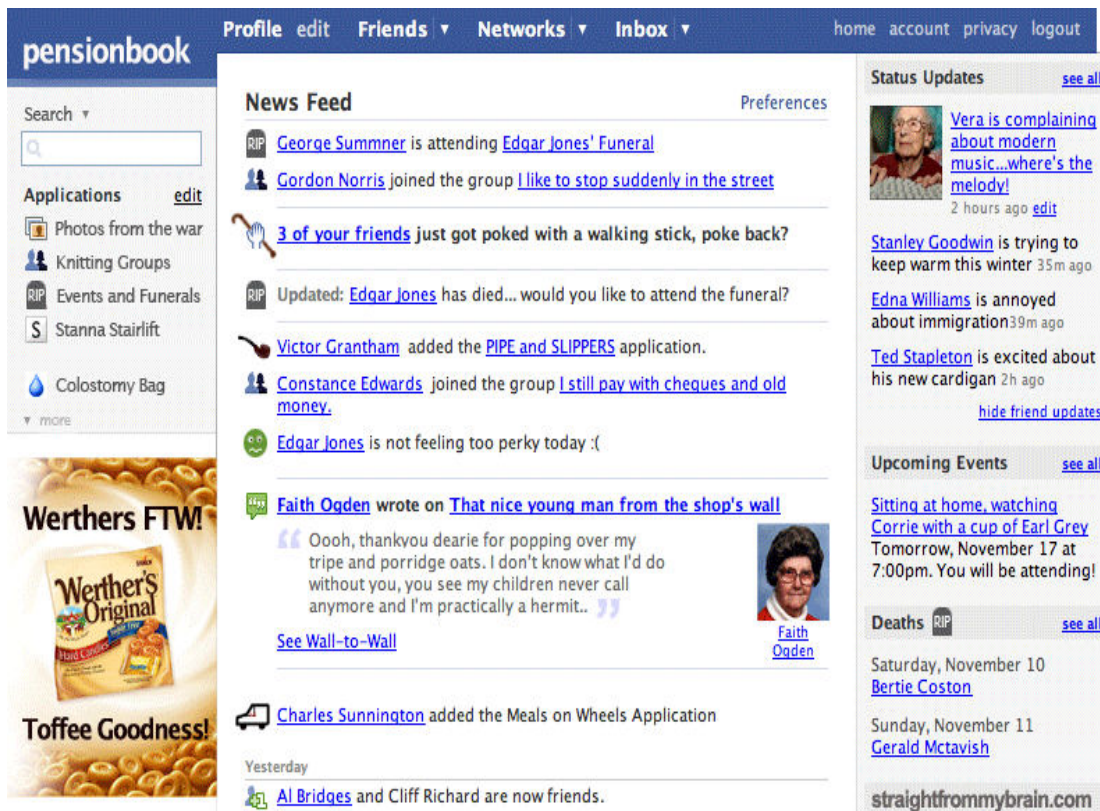 pensionbook
Profile edit Friends ▼ Networks ▼ Inbox ▼
home account privacy logout
Search ▼
Applications edit
Photos from the war
Knitting Groups
RIP Events and Funerals
S Stanna Stairlift
Colostomy Bag
▼ more
Werthers FTW!
Werther's
Original
Sugar Free
Hard Candies
Toffee Goodness!
News Feed Preferences
RIP George Summner is attending Edgar Jones' Funeral
Gordon Norris joined the group I like to stop suddenly in the street
3 of your friends just got poked with a walking stick, poke back?
RIP Updated: Edgar Jones has died... would you like to attend the funeral?
Victor Grantham added the PIPE and SLIPPERS application.
Constance Edwards joined the group I still pay with cheques and old
money.
Edgar Jones is not feeling too perky today :(
Faith Ogden wrote on That nice young man from the shop's wall
“ Oooh, thankyou dearie for popping over my
tripe and porridge oats. I don't know what I'd do
without you, you see my children never call
anymore and I'm practically a hermit.. ”
See Wall-to-Wall
Faith
Ogden
Charles Sunnington added the Meals on Wheels Application
Yesterday
Al Bridges and Cliff Richard are now friends.
Status Updates see all
Vera is complaining
about modern
music...where's the
melody!
2 hours ago edit
Stanley Goodwin is trying to
keep warm this winter 35m ago
Edna Williams is annoyed
about immigration39m ago
Ted Stapleton is excited about
his new cardigan 2h ago
hide friend updates
Upcoming Events see all
Sitting at home, watching
Corrie with a cup of Earl Grey
Tomorrow, November 17 at
7:00pm. You will be attending!
Deaths RIP see all
Saturday, November 10
Bertie Coston
Sunday, November 11
Gerald Mctavish
straightfrommybrain.com